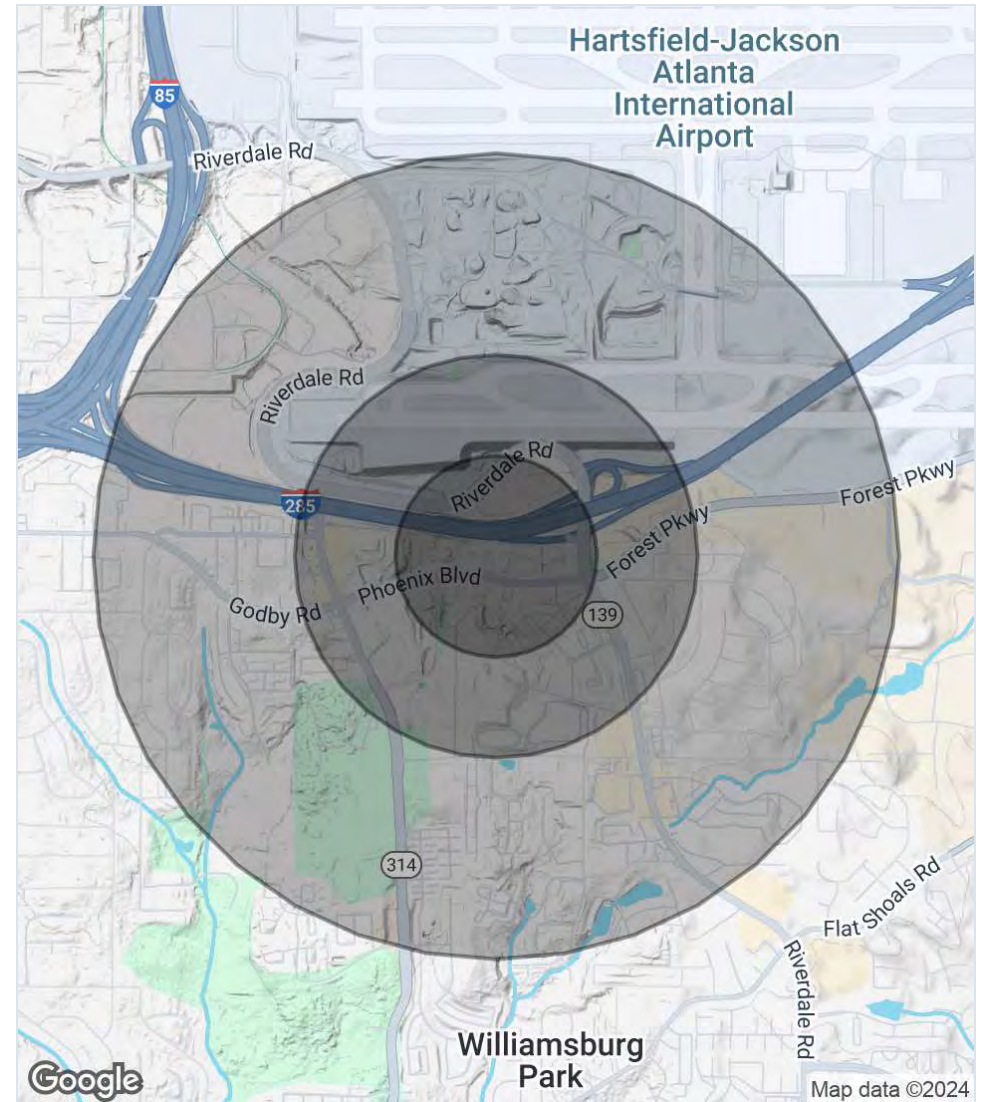 Hartsfield-Jackson
Atlanta
International
Airport
85
Riverdale Rd
Riverdale Rd
Riverdale Rd
285
Forest Pkwy
Forest Pkwy
Phoenix Blvd
Godby Rd
139
314
Flat Shoals Rd
Riverdale Rd
Williamsburg
Park
Google
Map data ©2024